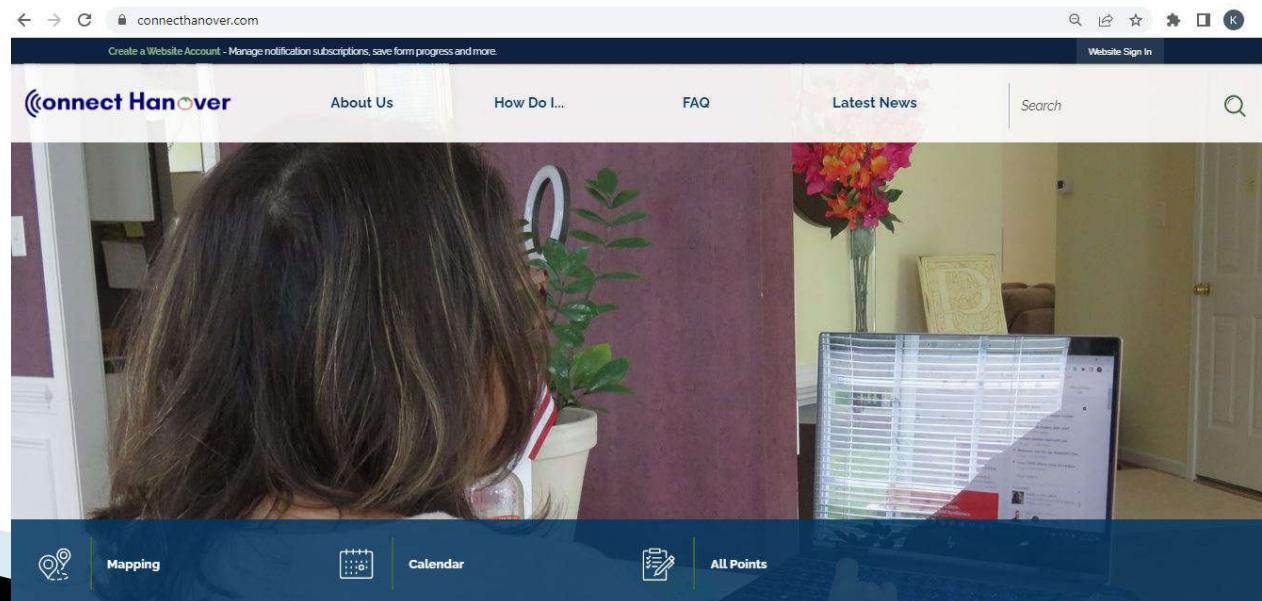 connecthanover.com
K
Create a Website Account - Manage notification subscriptions, save form progress and more.
Website Sign In
Connect Hanover
About Us
How Do I...
FAQ
Latest News
Search
Mapping
Calendar
All Points